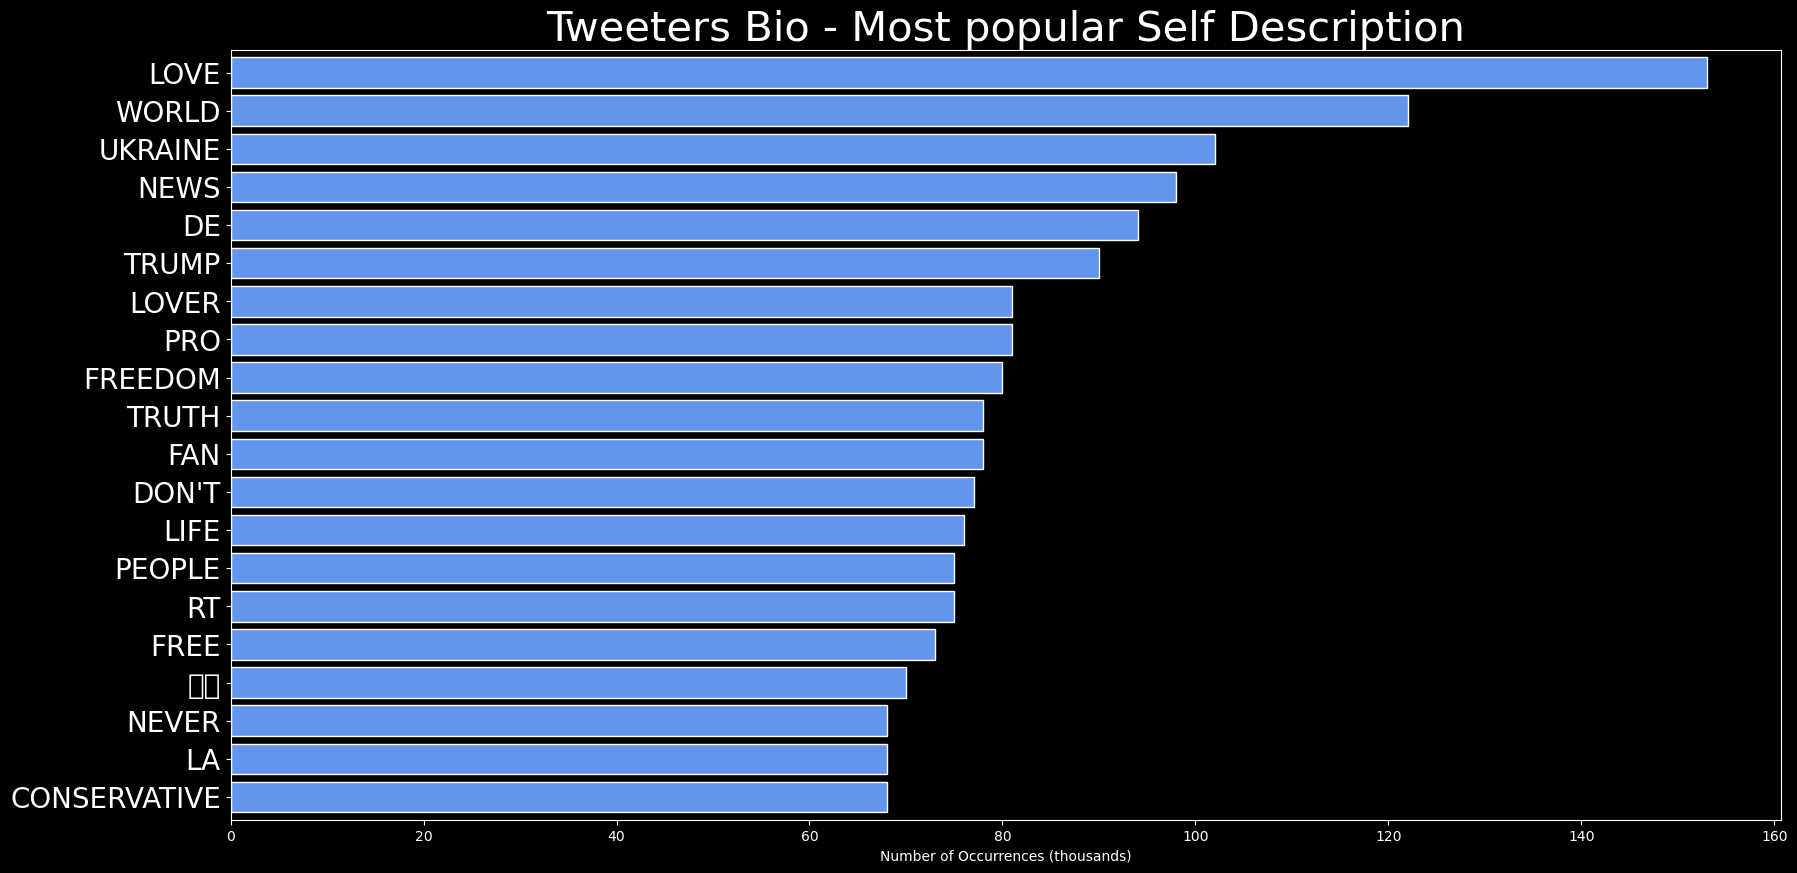 Tweeters Bio - Most popular Self Description
LOVE
WORLD
UKRAINE
NEWS
DE
TRUMP
LOVER
PRO
FREEDOM
TRUTH
FAN
DON'T
LIFE
PEOPLE
RT
FREE
NEVER
LA
CONSERVATIVE
0 20 40 60 80 100 120 140 160
Number of Occurrences (thousands)